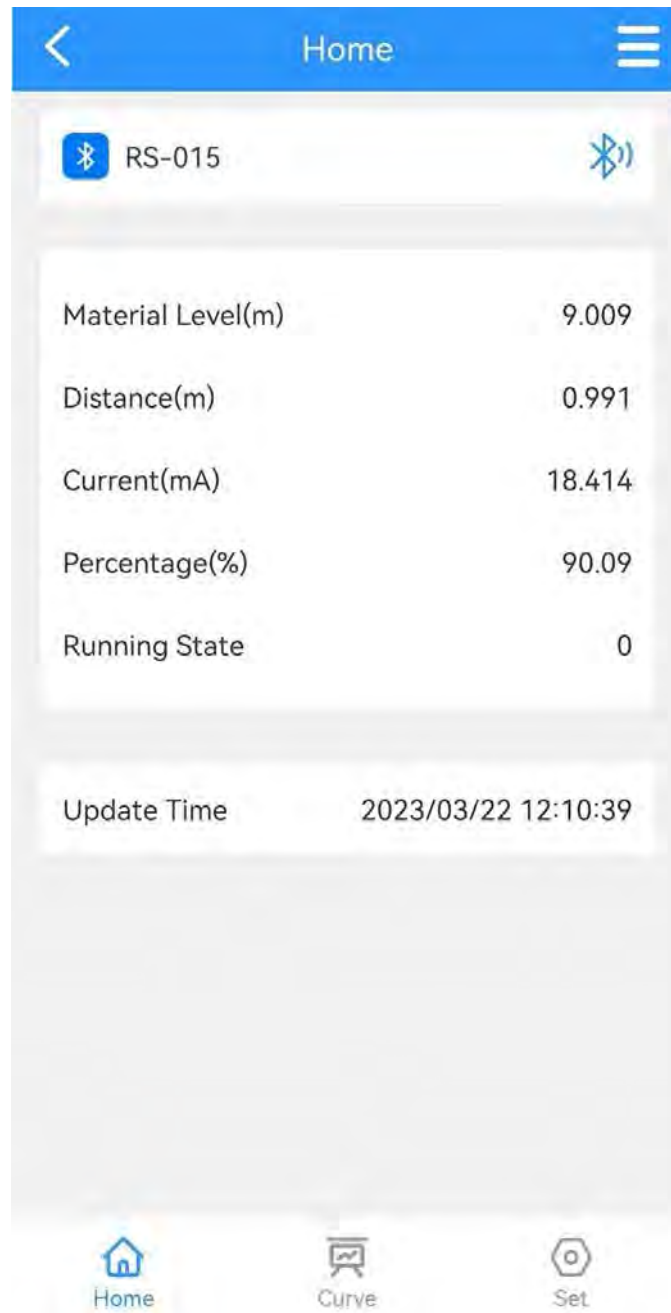 Home
RS-015
Material Level(m) 9.009
Distance(m) 0.991
Current(mA) 18.414
Percentage(%) 90.09
Running State 0
Update Time 2023/03/22 12:10:39
Home Curve Set